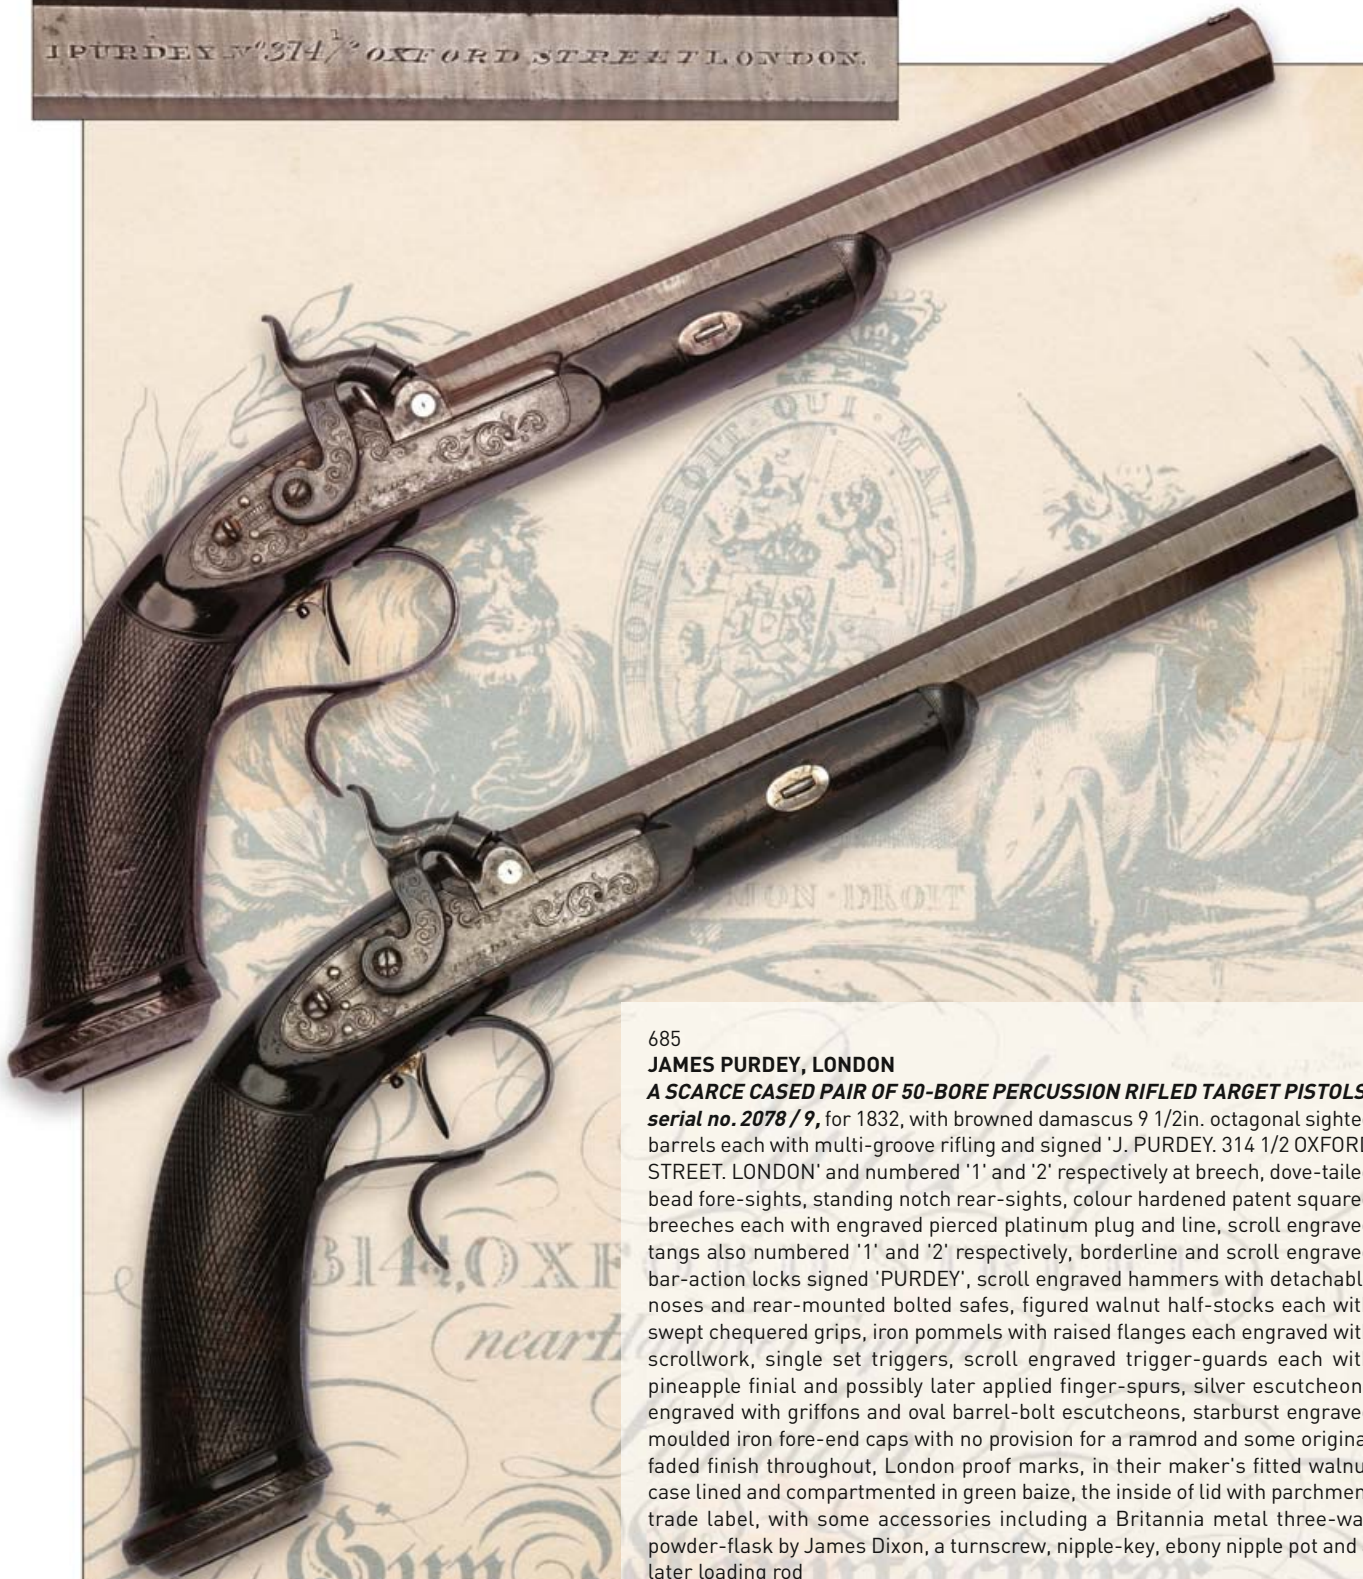 I PURDEY N° 314 1/2 OXFORD STREET LONDON.
HONI · SOIT · QUI · MAL · Y
MON · DROIT
685
JAMES PURDEY, LONDON
A SCARCE CASED PAIR OF 50-BORE PERCUSSION RIFLED TARGET PISTOLS
serial no. 2078 / 9, for 1832, with browned damascus 9 1/2in. octagonal sighte
barrels each with multi-groove rifling and signed 'J. PURDEY. 314 1/2 OXFORD
STREET. LONDON' and numbered '1' and '2' respectively at breech, dove-taile
bead fore-sights, standing notch rear-sights, colour hardened patent square
breeches each with engraved pierced platinum plug and line, scroll engrave
tangs also numbered '1' and '2' respectively, borderline and scroll engrave
bar-action locks signed 'PURDEY', scroll engraved hammers with detachabl
noses and rear-mounted bolted safes, figured walnut half-stocks each wit
swept chequered grips, iron pommels with raised flanges each engraved wit
scrollwork, single set triggers, scroll engraved trigger-guards each wit
pineapple finial and possibly later applied finger-spurs, silver escutcheon
engraved with griffons and oval barrel-bolt escutcheons, starburst engrave
moulded iron fore-end caps with no provision for a ramrod and some origina
faded finish throughout, London proof marks, in their maker's fitted walnu
case lined and compartmented in green baize, the inside of lid with parchmen
trade label, with some accessories including a Britannia metal three-wa
powder-flask by James Dixon, a turnscrew, nipple-key, ebony nipple pot and
later loading rod
OXF
near
Gun